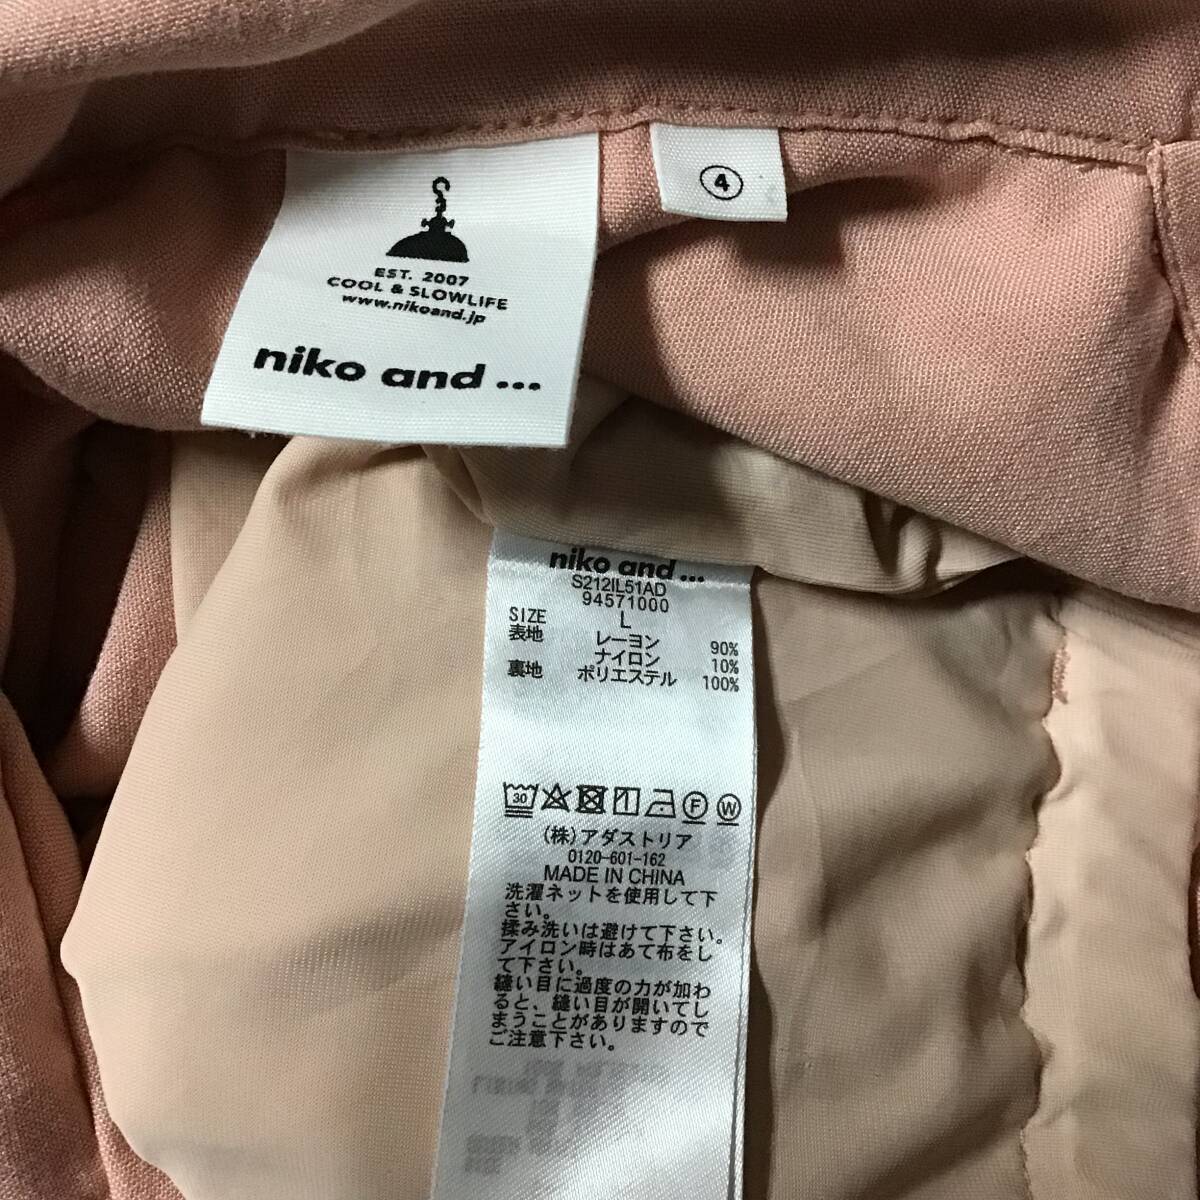 EST. 2007
COOL & SLOWLIFE
www.nikoand.jp
niko and ...
④
niko and ...
S212IL51AD
94571000
SIZE L
表地 レーヨン 90%
ナイロン 10%
裏地 ポリエステル 100%
30 F W
(株)アダストリア
0120-601-162
MADE IN CHINA
洗濯ネットを使用して下
さい。
揉み洗いは避けて下さい。
アイロン時はあて布をし
て下さい。
縫い目に過度の力が加わ
ると、縫い目が開いてし
まうことがありますので
ご注意下さい。